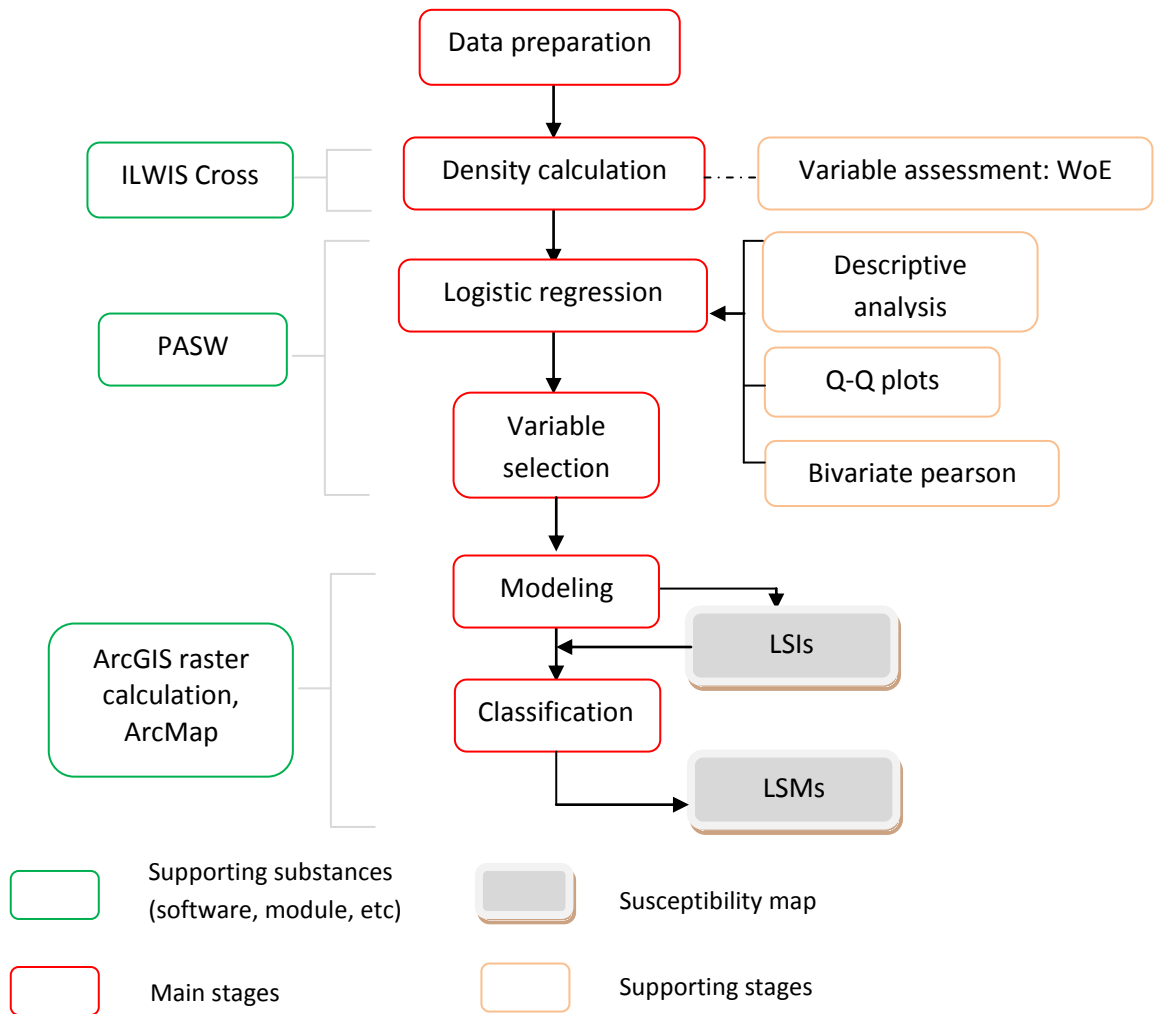 Data preparation
ILWIS Cross
Density calculation
Variable assessment: WoE
Logistic regression
Descriptive
analysis
PASW
Q-Q plots
Variable
selection
Bivariate pearson
Modeling
LSIs
ArcGIS raster
calculation,
ArcMap
Classification
LSMs
Supporting substances
(software, module, etc)
Susceptibility map
Main stages
Supporting stages